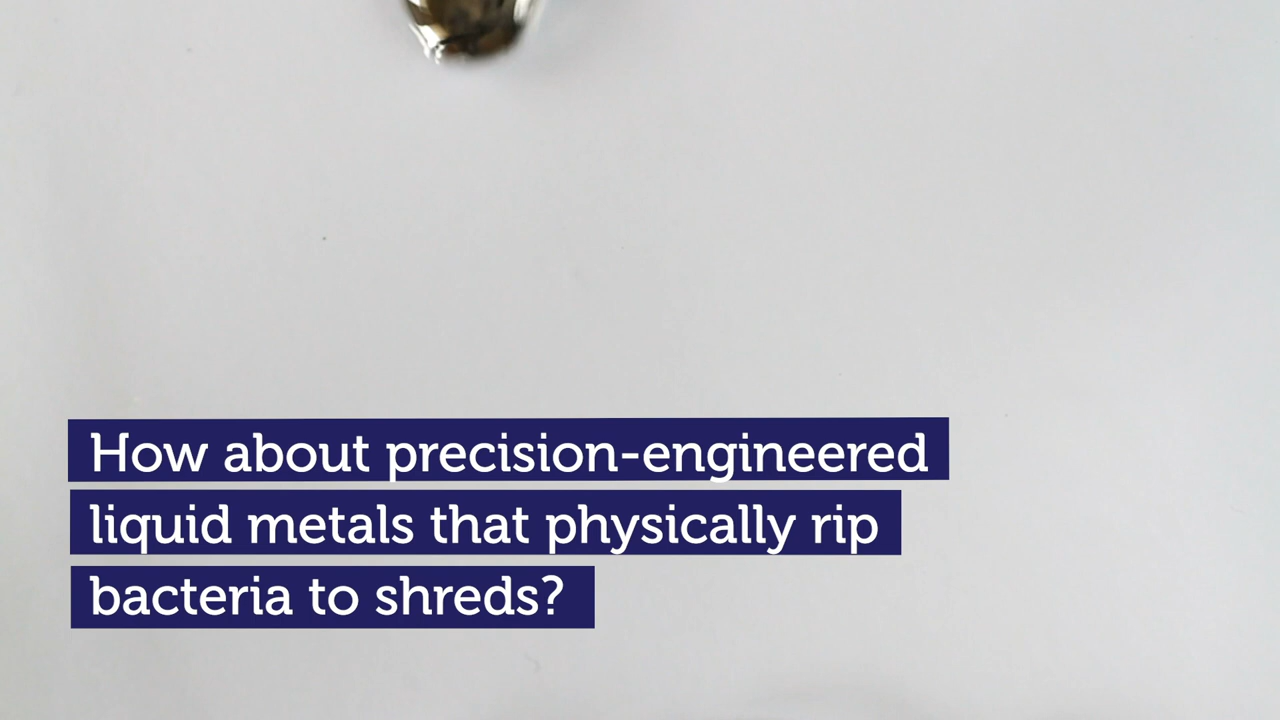 How about precision-engineered
liquid metals that physically rip
bacteria to shreds?